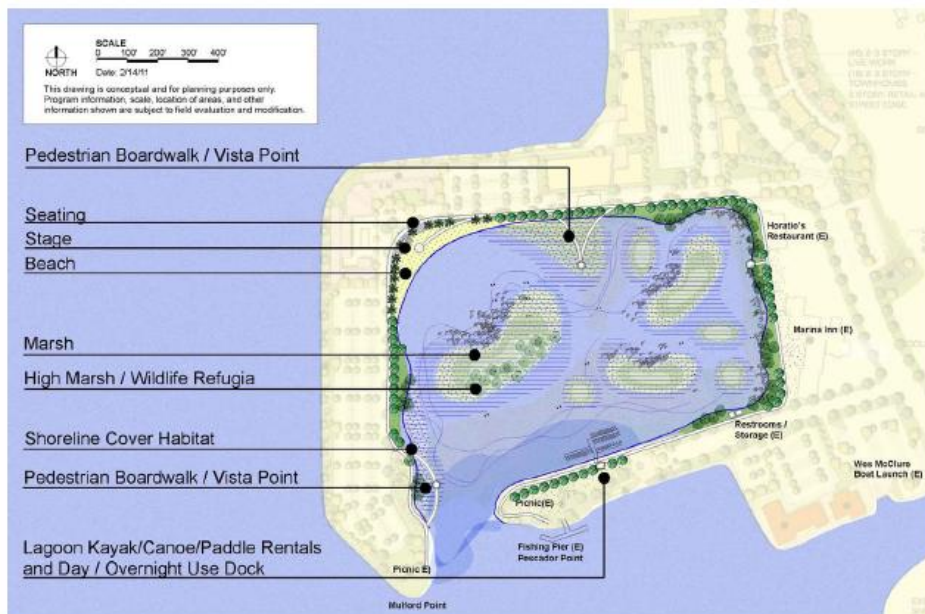 SCALE
0 100' 200' 300' 400'
NORTH
Date: 2/14/11
This drawing is conceptual and for planning purposes only.
Program information, scale, location of areas, and other
information shown are subject to field evaluation and modification.
Pedestrian Boardwalk / Vista Point
Seating
Stage
Beach
Marsh
High Marsh / Wildlife Refugia
Shoreline Cover Habitat
Pedestrian Boardwalk / Vista Point
Lagoon Kayak/Canoe/Paddle Rentals
and Day / Overnight Use Dock
Horatio's
Restaurant (E)
Marina Inn (E)
Restrooms /
Storage (E)
Wes McClure
Boat Launch (E)
Picnic(E)
Fishing Pier (E)
Pescador Point
Picnic E)
Mulford Point